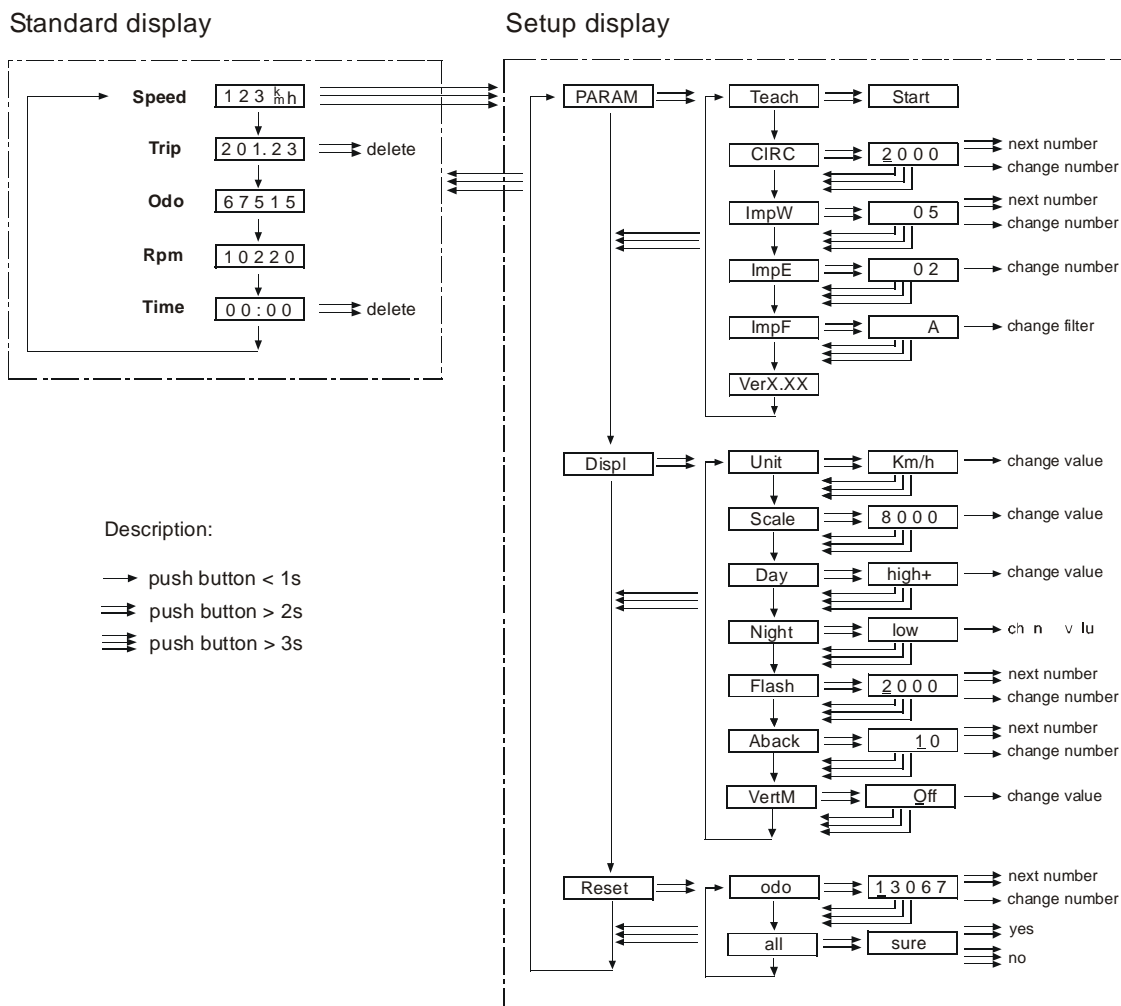 Standard display
Setup display
Speed 123 km h
Trip 201.23 delete
Odo 67515
Rpm 10220
Time 00:00 delete
Description:
push button < 1s
push button > 2s
push button > 3s
PARAM
Teach Start
CIRC 2000 next number
change number
ImpW 05 next number
change number
ImpE 02 change number
ImpF A change filter
VerX.XX
Displ
Unit Km/h change value
Scale 8000 change value
Day high+ change value
Night low
Flash 2000 next number
change number
Aback 10 next number
change number
VertM Off change value
Reset
odo 13067 next number
change number
all sure yes
no